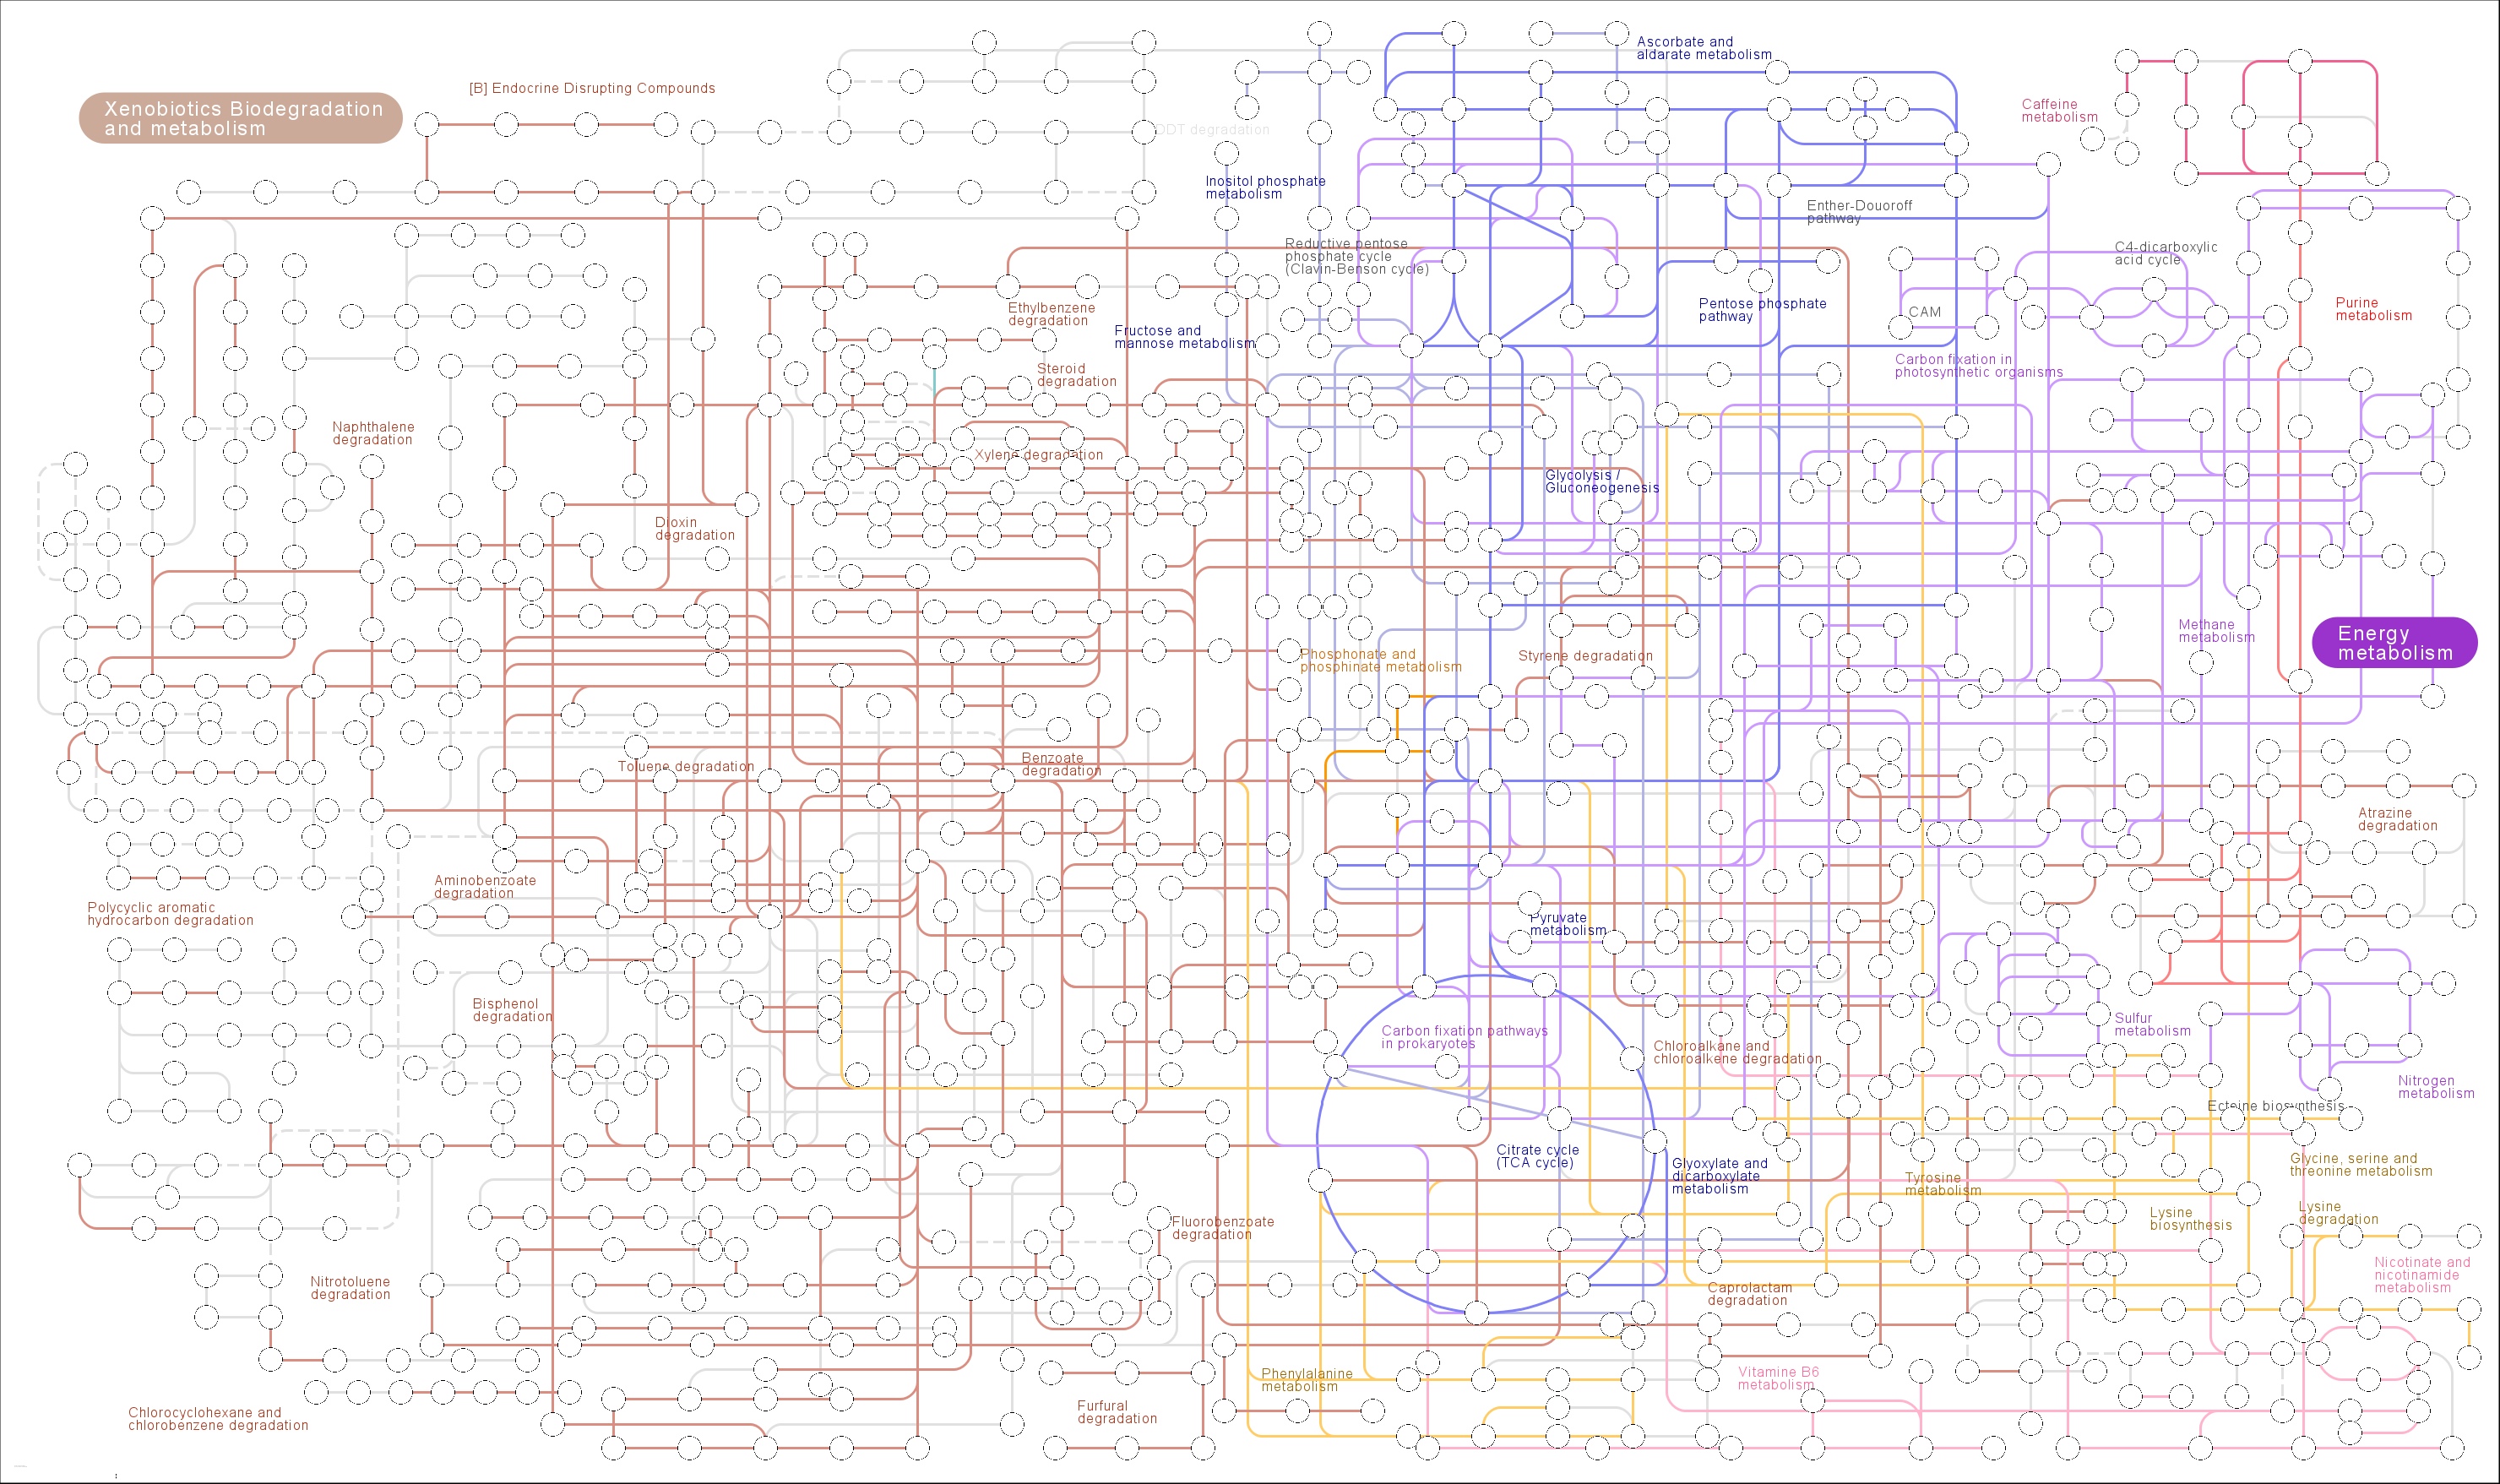 Ascorbate and
aldarate metabolism
[B] Endocrine Disrupting Compounds
Xenobiotics Biodegradation
and metabolism
Caffeine
metabolism
DDT degradation
Inositol phosphate
metabolism
Enther-Douoroff
pathway
Reductive pentose
phosphate cycle
(Clavin-Benson cycle)
C4-dicarboxylic
acid cycle
Ethylbenzene
degradation
Pentose phosphate
pathway
CAM
Purine
metabolism
Fructose and
mannose metabolism
Carbon fixation in
photosynthetic organisms
Steroid
degradation
Naphthalene
degradation
Xylene degradation
Glycolysis /
Gluconeogenesis
Dioxin
degradation
Methane
metabolism
Energy
metabolism
Phosphonate and
phosphinate metabolism
Styrene degradation
Toluene degradation
Benzoate
degradation
Atrazine
degradation
Aminobenzoate
degradation
Polycyclic aromatic
hydrocarbon degradation
Pyruvate
metabolism
Bisphenol
degradation
Carbon fixation pathways
in prokaryotes
Sulfur
metabolism
Chloroalkane and
chloroalkene degradation
Nitrogen
metabolism
Ectoine biosynthesis
Citrate cycle
(TCA cycle)
Glyoxylate and
dicarboxylate
metabolism
Glycine, serine and
threonine metabolism
Tyrosine
metabolism
Lysine
biosynthesis
Lysine
degradation
Fluorobenzoate
degradation
Nicotinate and
nicotinamide
metabolism
Nitrotoluene
degradation
Caprolactam
degradation
Phenylalanine
metabolism
Vitamine B6
metabolism
Furfural
degradation
Chlorocyclohexane and
chlorobenzene degradation